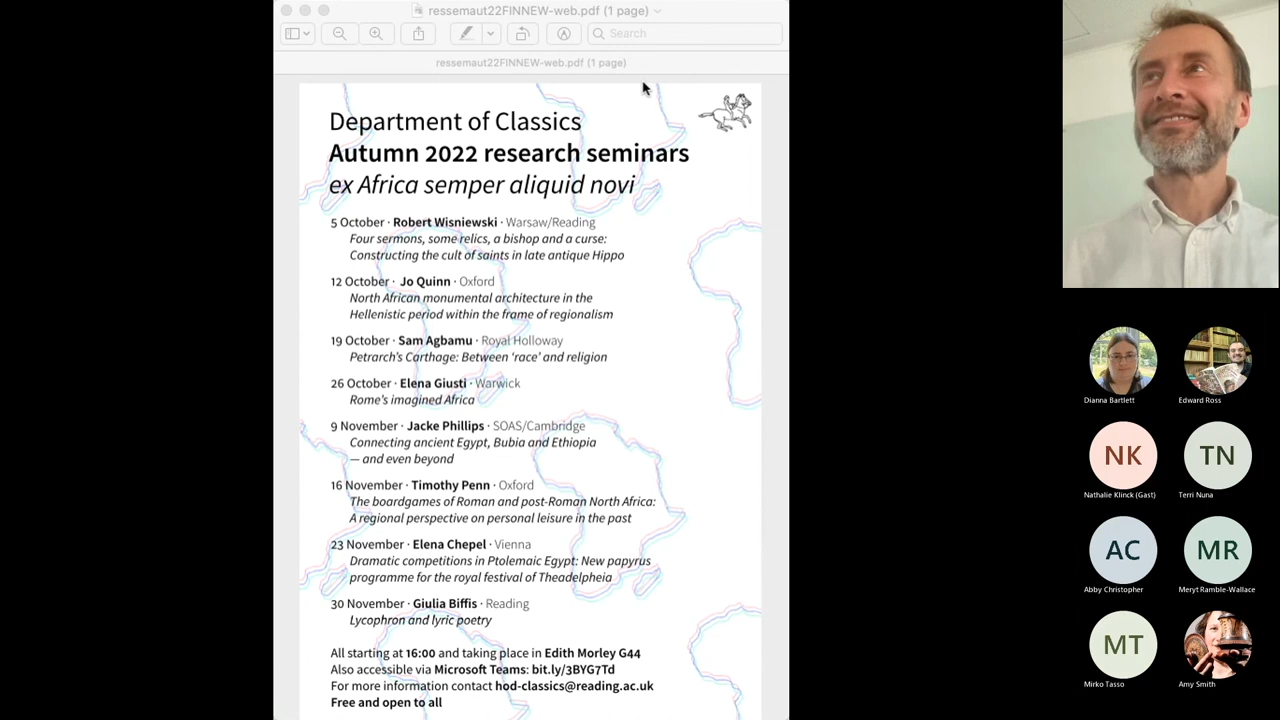 ressemaut22FINNEW-web.pdf (1 page)
Search
ressemaut22FINNEW-web.pdf (1 page)
Department of Classics
Autumn 2022 research seminars
ex Africa semper aliquid novi
5 October · Robert Wisniewski · Warsaw/Reading
Four sermons, some relics, a bishop and a curse:
Constructing the cult of saints in late antique Hippo
12 October · Jo Quinn · Oxford
North African monumental architecture in the
Hellenistic period within the frame of regionalism
19 October · Sam Agbamu · Royal Holloway
Petrarch's Carthage: Between 'race' and religion
26 October · Elena Giusti · Warwick
Rome's imagined Africa
9 November · Jacke Phillips · SOAS/Cambridge
Connecting ancient Egypt, Bubia and Ethiopia
— and even beyond
16 November · Timothy Penn · Oxford
The boardgames of Roman and post-Roman North Africa:
A regional perspective on personal leisure in the past
23 November · Elena Chepel · Vienna
Dramatic competitions in Ptolemaic Egypt: New papyrus
programme for the royal festival of Theadelpheia
30 November · Giulia Biffis · Reading
Lycophron and lyric poetry
All starting at 16:00 and taking place in Edith Morley G44
Also accessible via Microsoft Teams: bit.ly/3BYG7Td
For more information contact hod-classics@reading.ac.uk
Free and open to all
Dianna Bartlett
Edward Ross
NK
TN
Nathalie Klinck (Gast)
Terri Nuna
AC
MR
Abby Christopher
Meryt Ramble-Wallace
MT
Mirko Tasso
Amy Smith